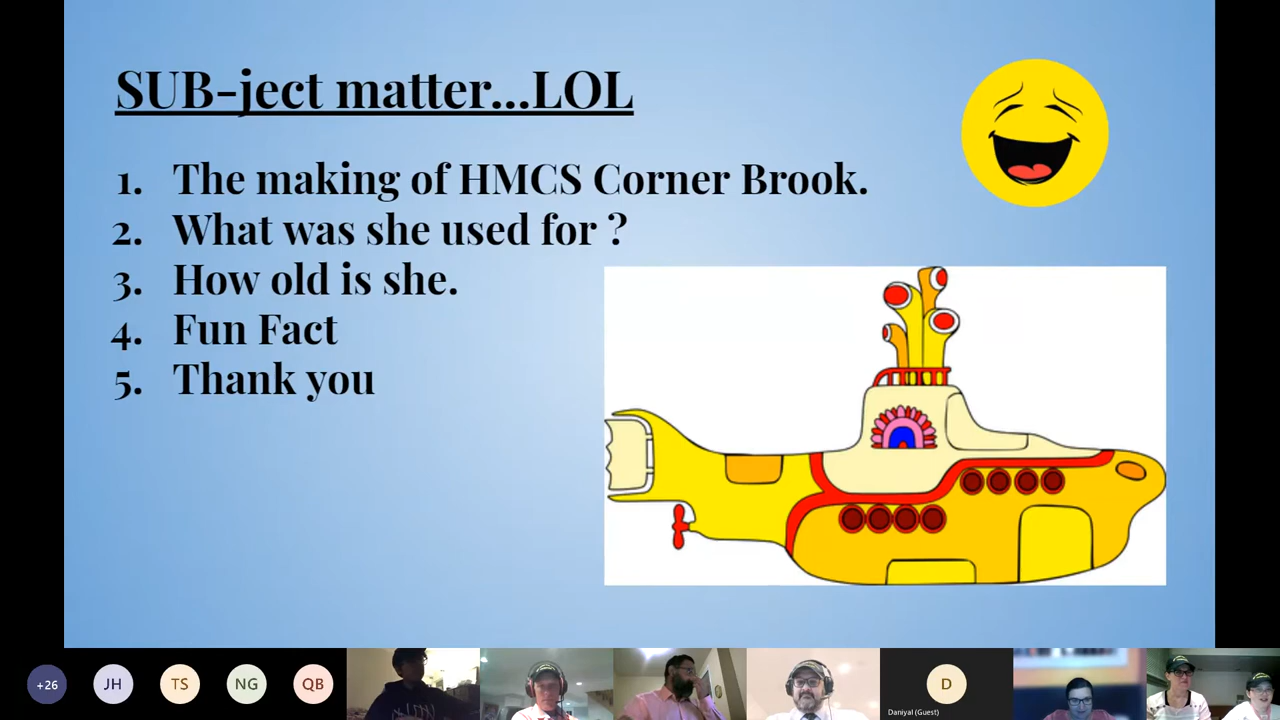 SUB-ject matter...LOL
1. The making of HMCS Corner Brook.
2. What was she used for ?
3. How old is she.
4. Fun Fact
5. Thank you
+26
JH
TS
NG
QB
D
Daniyal (Guest)